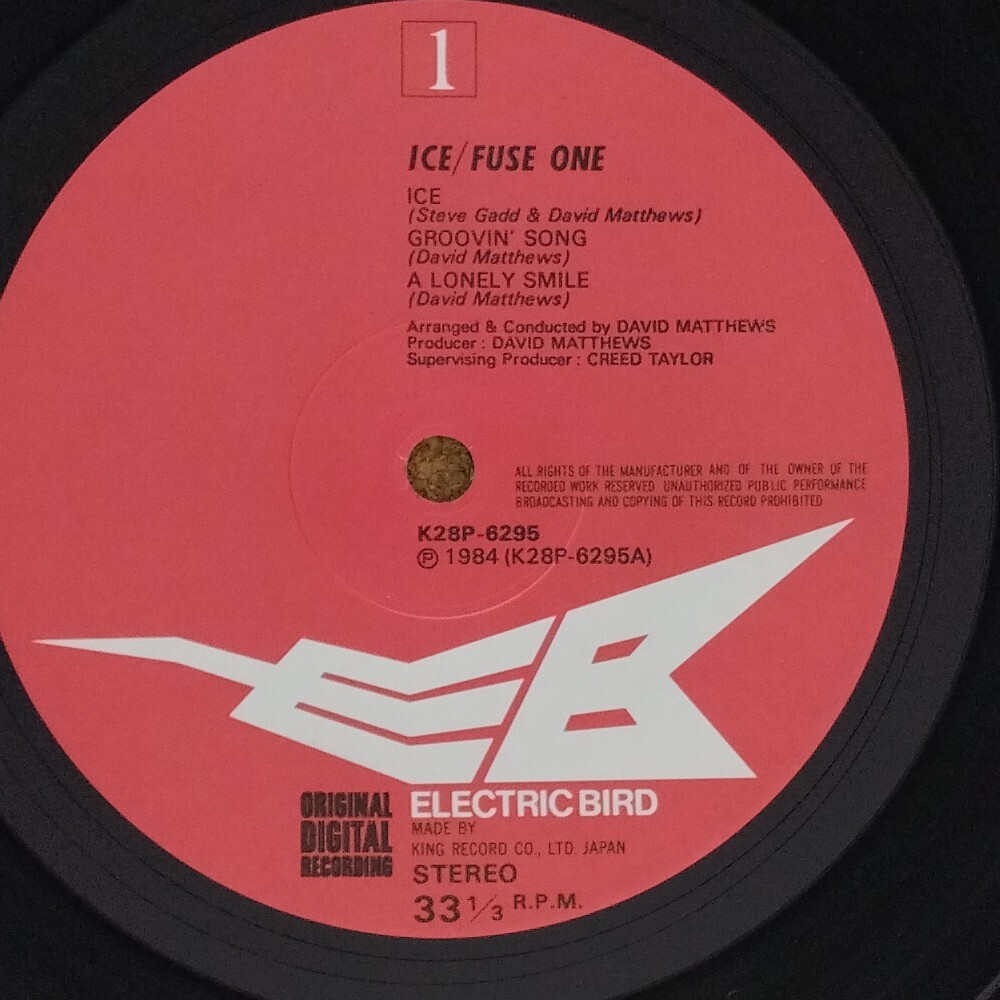 1
ICE/FUSE ONE
ICE
(Steve Gadd & David Matthews)
GROOVIN' SONG
(David Matthews)
A LONELY SMILE
(David Matthews)
Arranged & Conducted by DAVID MATTHEWS
Producer : DAVID MATTHEWS
Supervising Producer : CREED TAYLOR
ALL RIGHTS OF THE MANUFACTURER AND OF THE OWNER OF THE
RECORDED WORK RESERVED UNAUTHORIZED PUBLIC PERFORMANCE
BROADCASTING AND COPYING OF THIS RECORD PROHIBITED
K28P-6295
Ⓟ 1984 (K28P-6295A)
EB
ORIGINAL
DIGITAL
RECORDING
ELECTRIC BIRD
MADE BY
KING RECORD CO., LTD. JAPAN
STEREO
33 1/3 R.P.M.